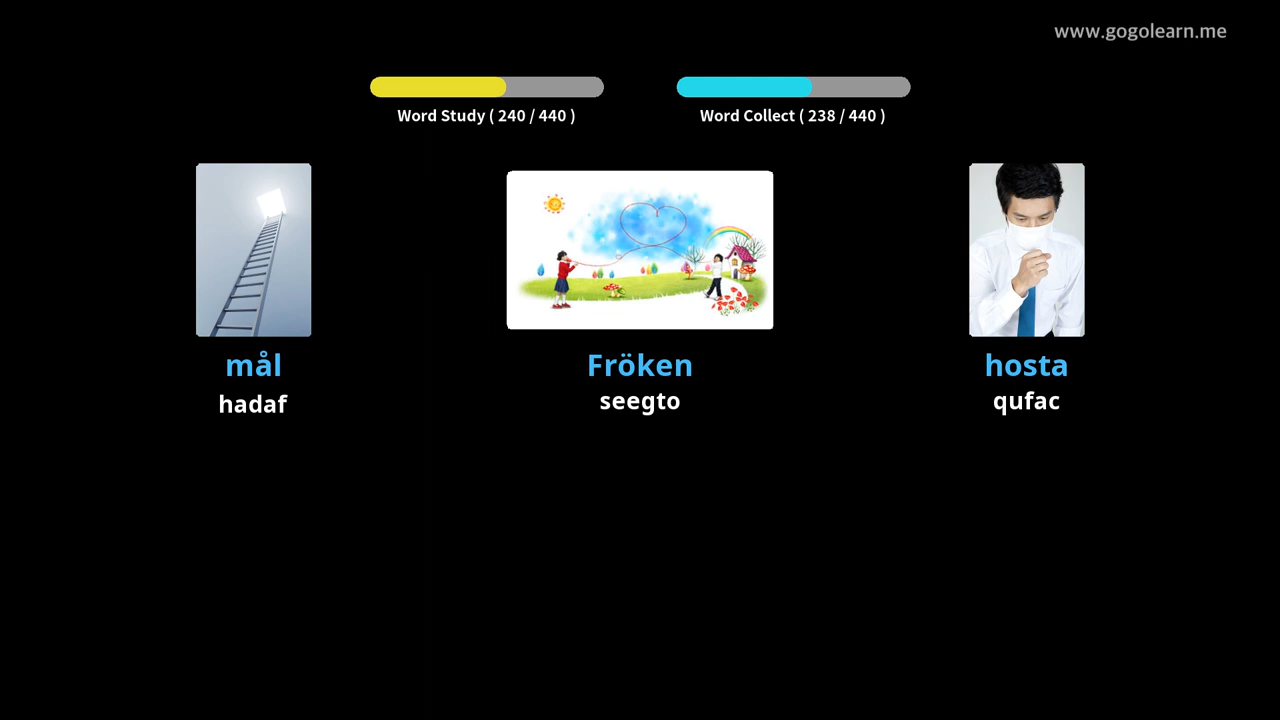 www.gogolearn.me
Word Study ( 240 / 440 )
Word Collect ( 238 / 440 )
mål
hadaf
Fröken
seegto
hosta
qufac